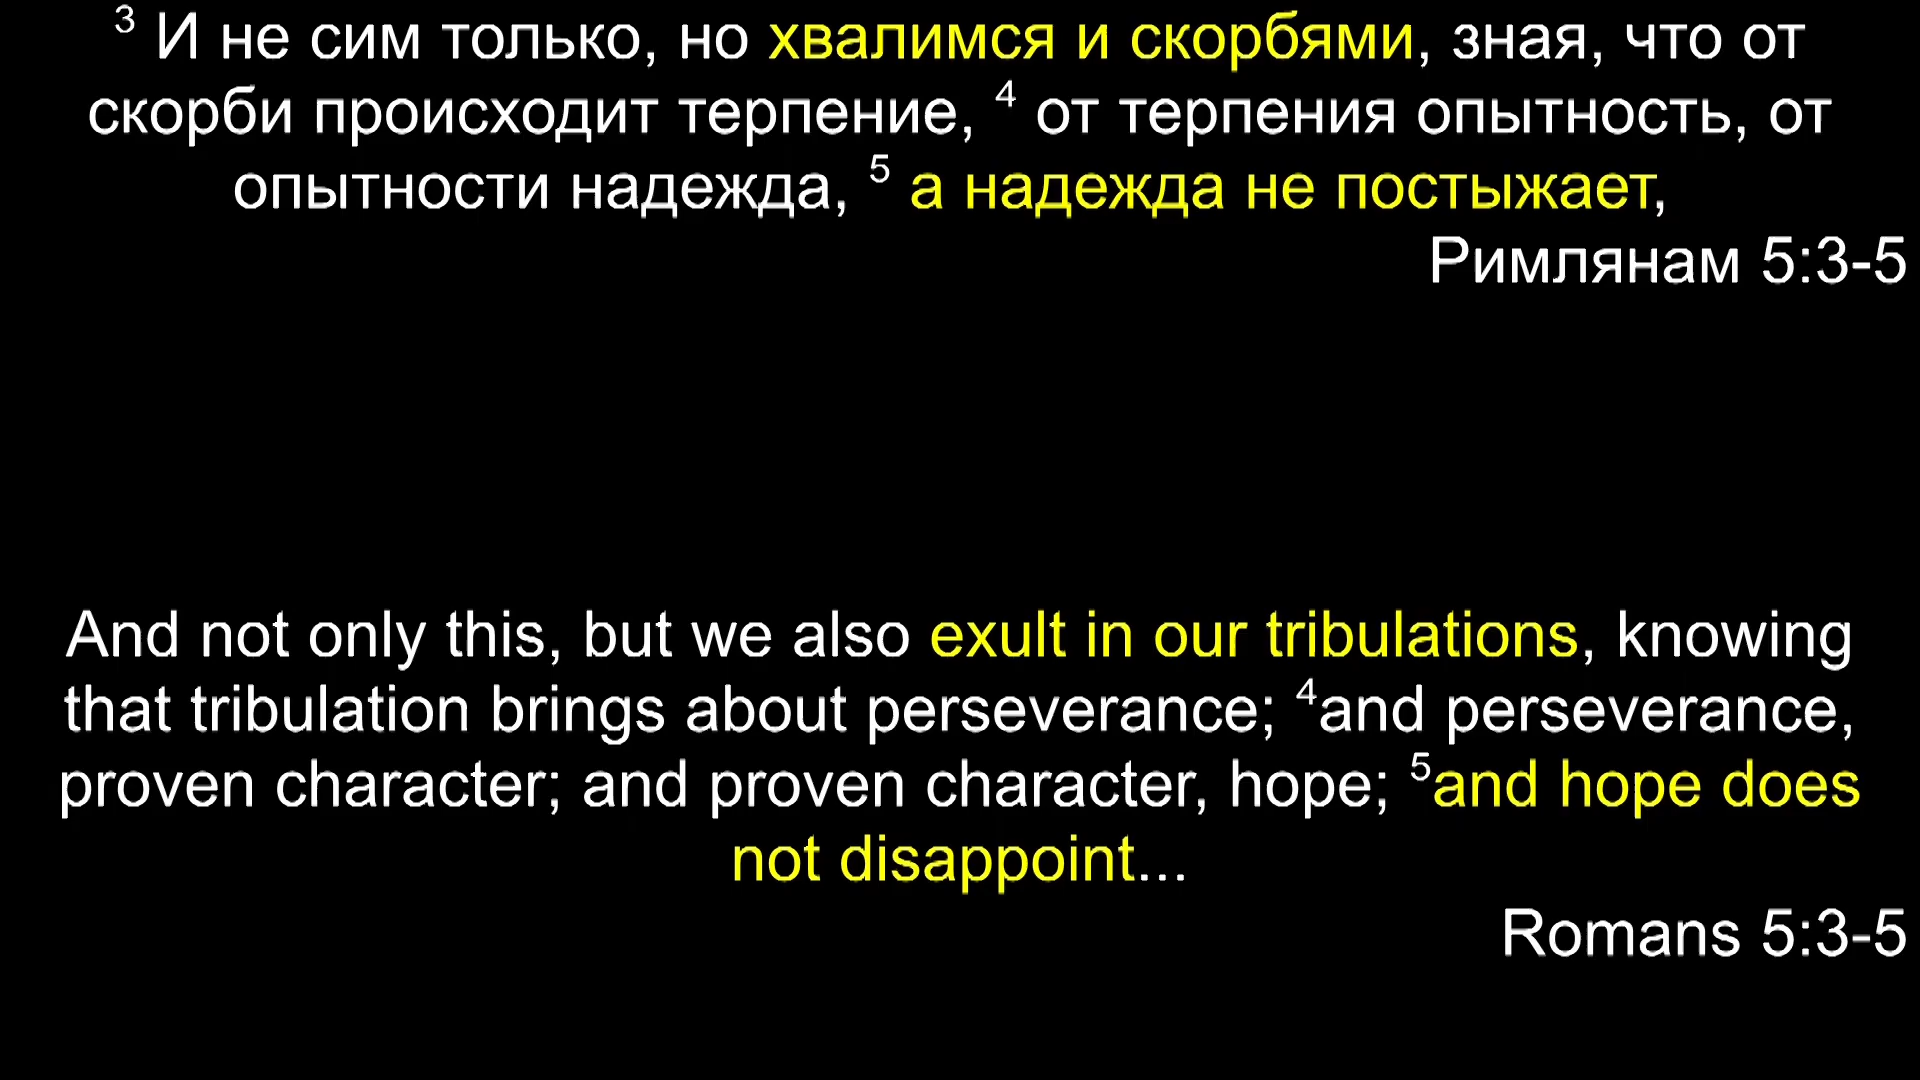 ³ И не сим только, но хвалимся и скорбями, зная, что от
скорби происходит терпение, ⁴ от терпения опытность, от
опытности надежда, ⁵ а надежда не постыжает,
Римлянам 5:3-5
And not only this, but we also exult in our tribulations, knowing
that tribulation brings about perseverance; ⁴and perseverance,
proven character; and proven character, hope; ⁵and hope does
not disappoint...
Romans 5:3-5